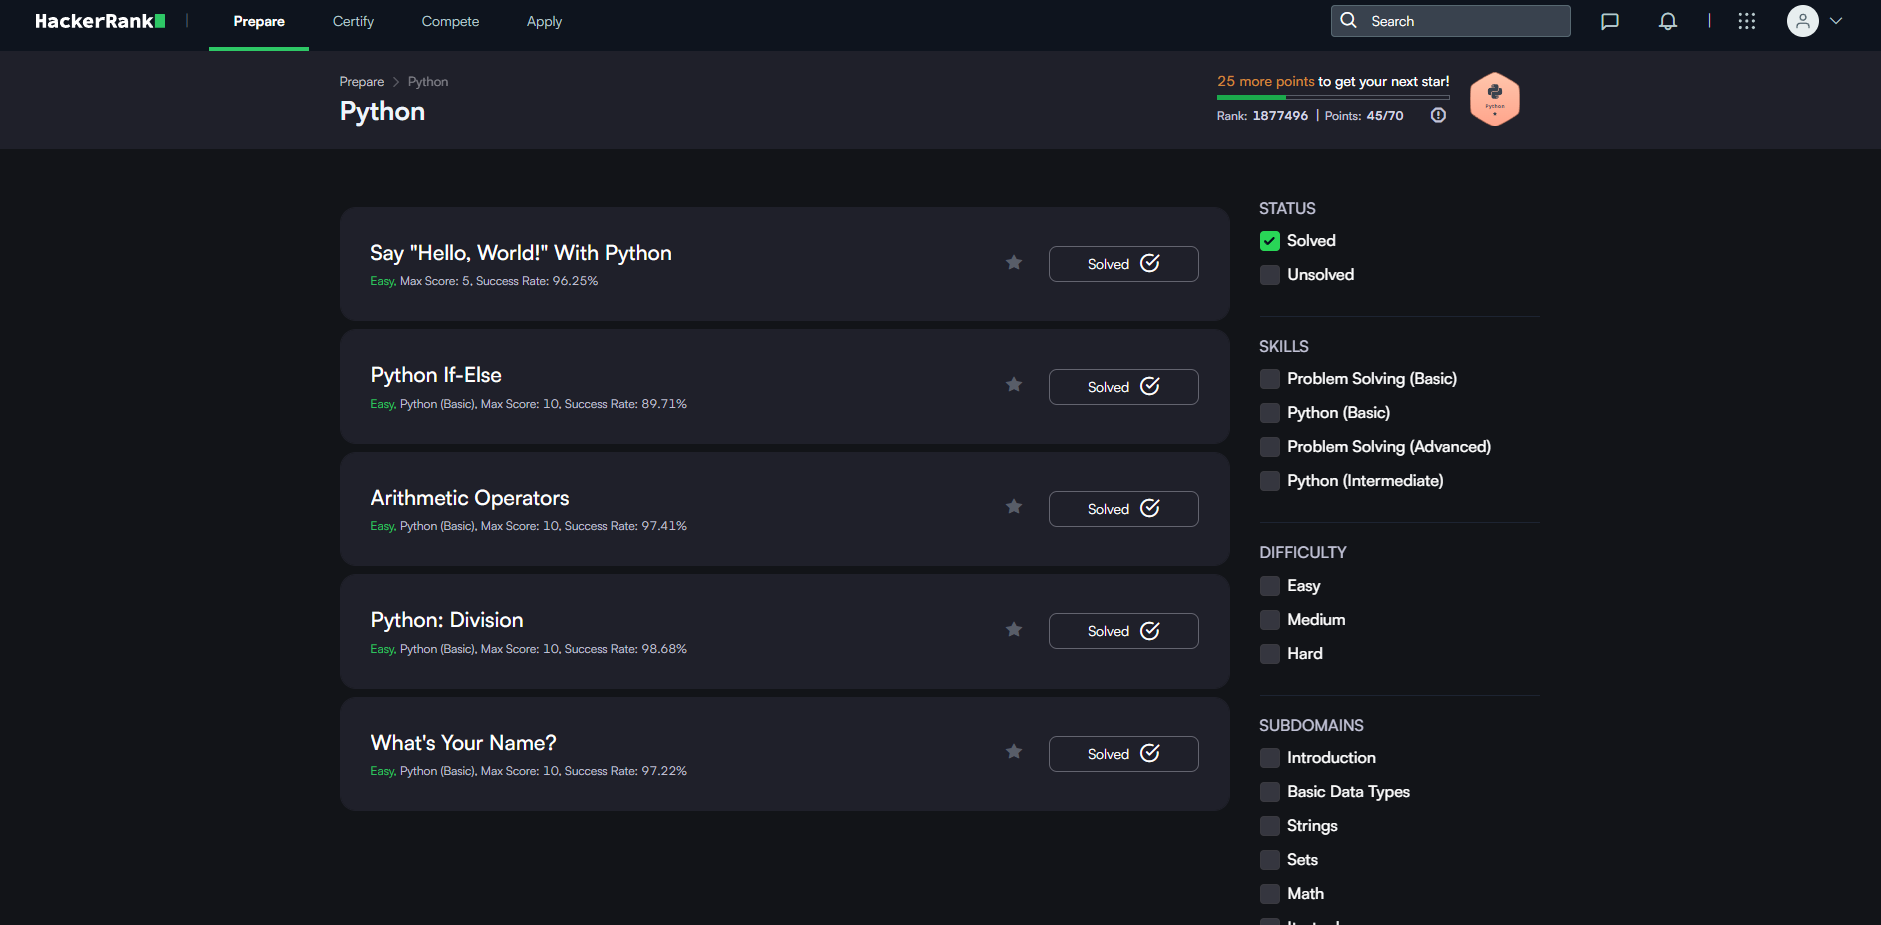 HackerRank
Prepare
Certify
Compete
Apply
Search
Prepare > Python
Python
25 more points to get your next star!
Rank: 1877496 | Points: 45/70
Python
Say "Hello, World!" With Python
Easy, Max Score: 5, Success Rate: 96.25%
Solved
Python If-Else
Easy, Python (Basic), Max Score: 10, Success Rate: 89.71%
Solved
Arithmetic Operators
Easy, Python (Basic), Max Score: 10, Success Rate: 97.41%
Solved
Python: Division
Easy, Python (Basic), Max Score: 10, Success Rate: 98.68%
Solved
What's Your Name?
Easy, Python (Basic), Max Score: 10, Success Rate: 97.22%
Solved
STATUS
Solved
Unsolved
SKILLS
Problem Solving (Basic)
Python (Basic)
Problem Solving (Advanced)
Python (Intermediate)
DIFFICULTY
Easy
Medium
Hard
SUBDOMAINS
Introduction
Basic Data Types
Strings
Sets
Math